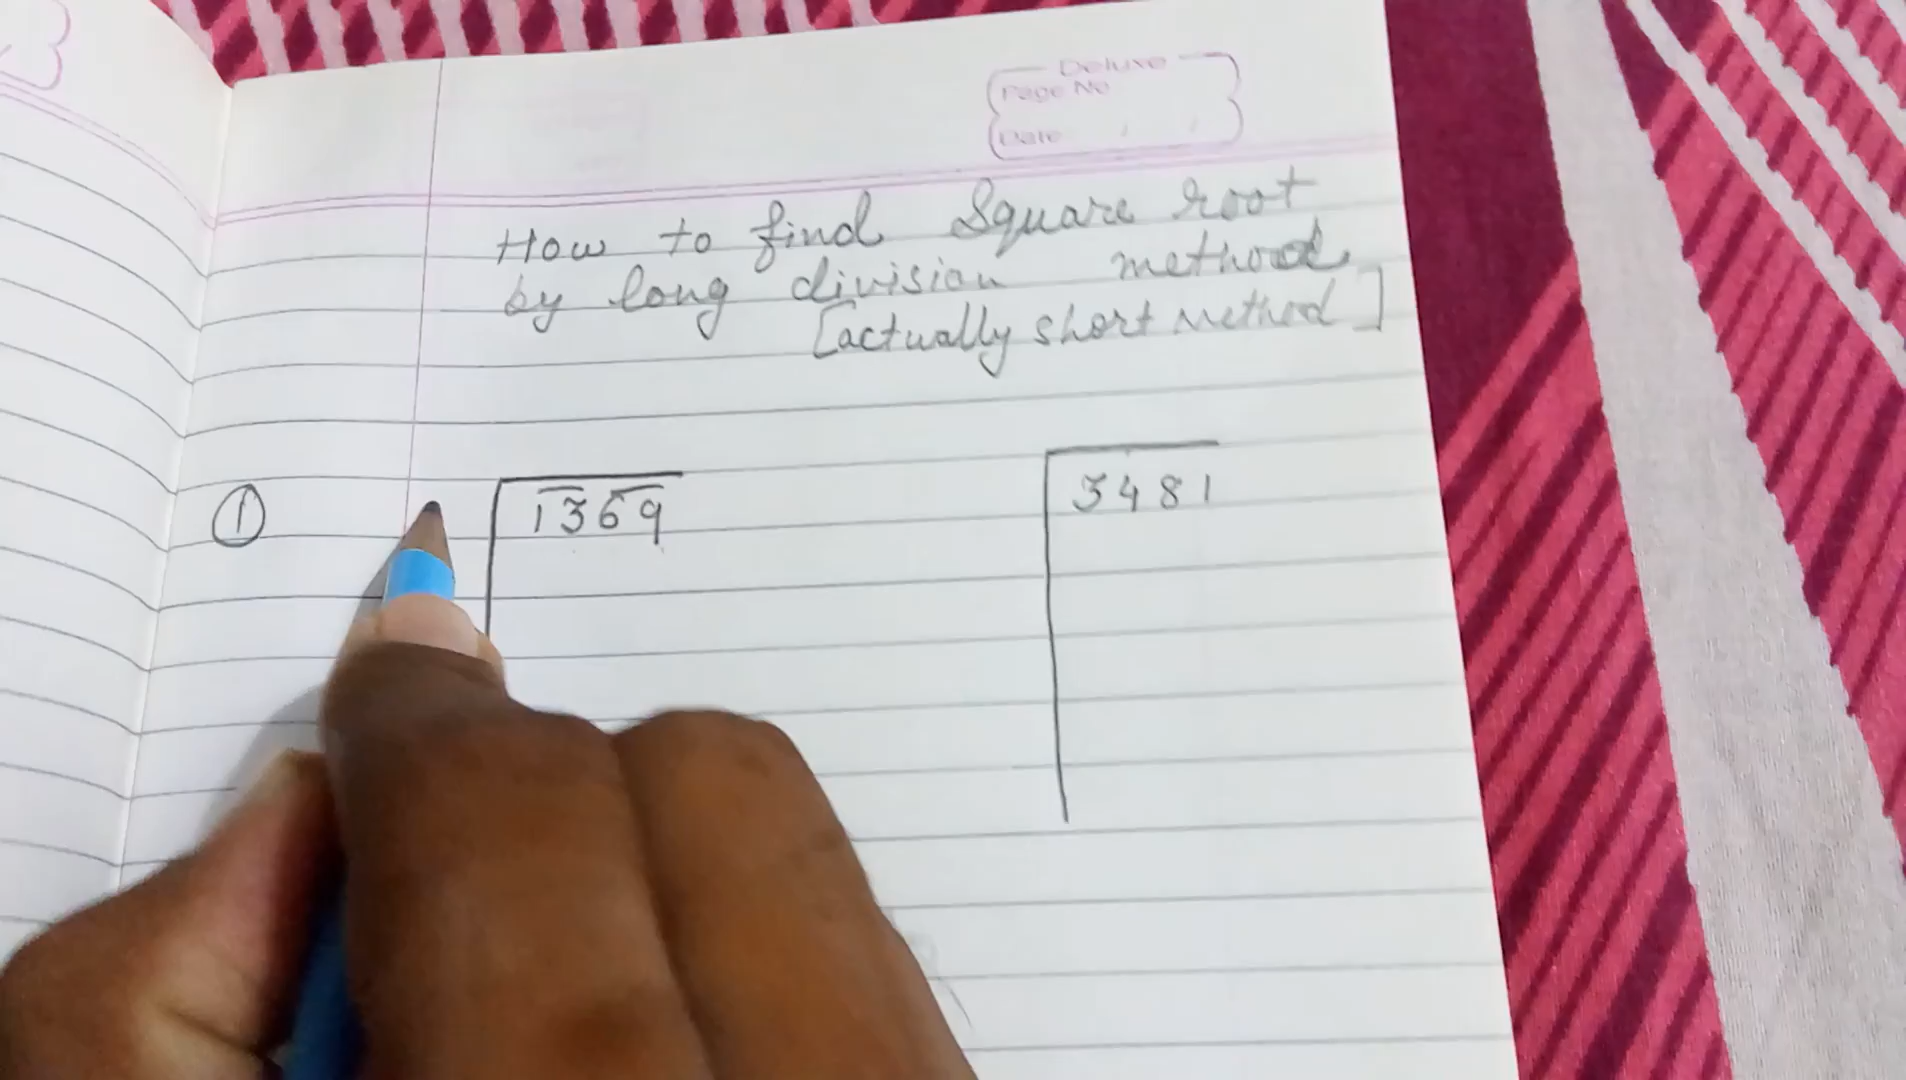 Deluxe
Page No
Date
How to find Square root
by long division method
[actually short method]
① 1369
3481